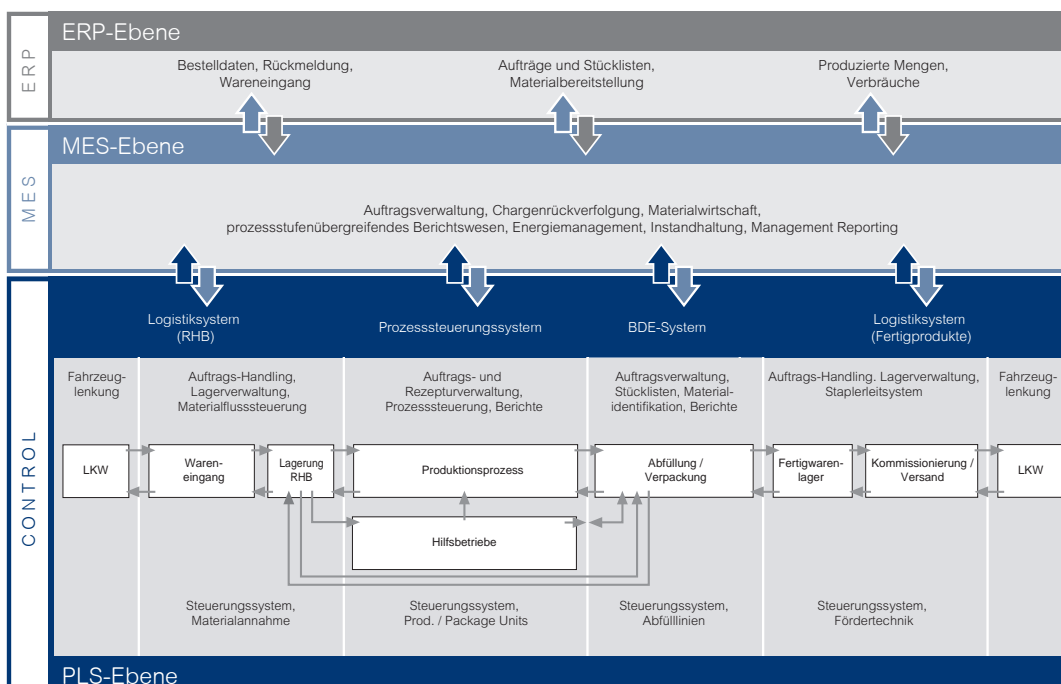 ERP
ERP-Ebene
Bestelldaten, Rückmeldung,
Wareneingang
Aufträge und Stücklisten,
Materialbereitstellung
Produzierte Mengen,
Verbräuche
MES
MES-Ebene
Auftragsverwaltung, Chargenrückverfolgung, Materialwirtschaft,
prozessstufenübergreifendes Berichtswesen, Energiemanagement, Instandhaltung, Management Reporting
CONTROL
Logistiksystem
(RHB)
Prozesssteuerungssystem
BDE-System
Logistiksystem
(Fertigprodukte)
Fahrzeug-
lenkung
Auftrags-Handling,
Lagerverwaltung,
Materialflusssteuerung
Auftrags- und
Rezepturverwaltung,
Prozesssteuerung, Berichte
Auftragsverwaltung,
Stücklisten, Material-
identifikation, Berichte
Auftrags-Handling. Lagerverwaltung,
Staplerleitsystem
Fahrzeug-
lenkung
LKW
Waren-
eingang
Lagerung
RHB
Produktionsprozess
Abfüllung /
Verpackung
Fertigwaren-
lager
Kommissionierung /
Versand
LKW
Hilfsbetriebe
Steuerungssystem,
Materialannahme
Steuerungssystem,
Prod. / Package Units
Steuerungssystem,
Abfülllinien
Steuerungssystem,
Fördertechnik
PLS-Ebene